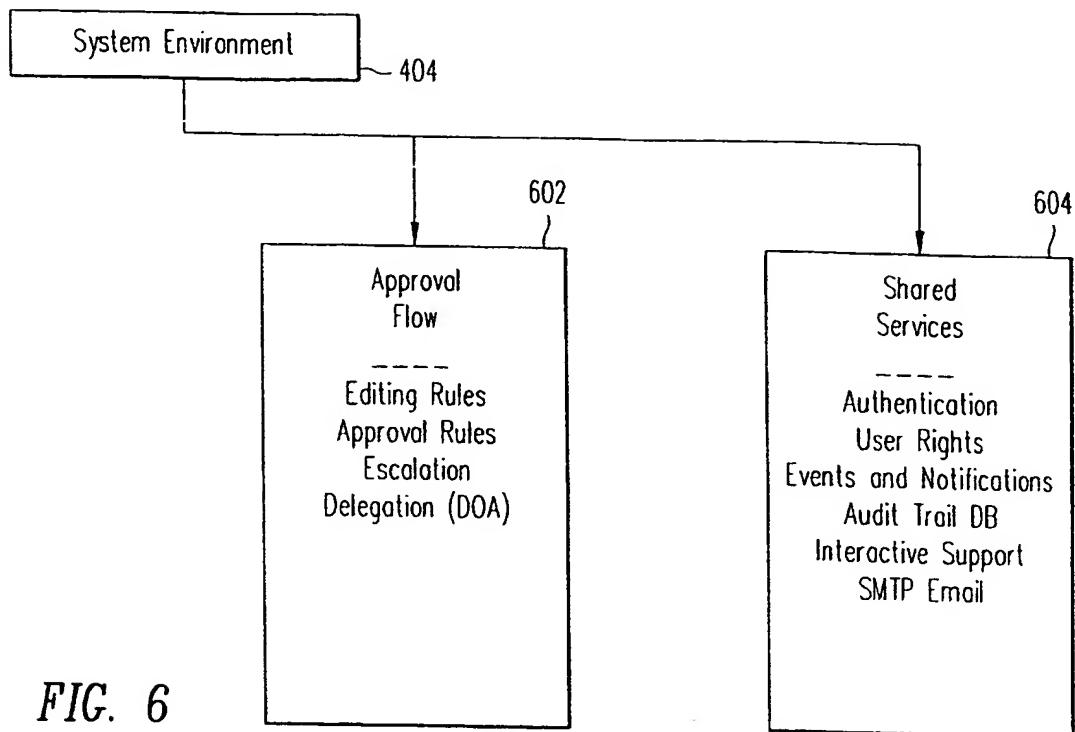 System Environment
404
602
604
Approval
Flow
Editing Rules
Approval Rules
Escalation
Delegation (DOA)
Shared
Services
Authentication
User Rights
Events and Notifications
Audit Trail DB
Interactive Support
SMTP Email
FIG. 6